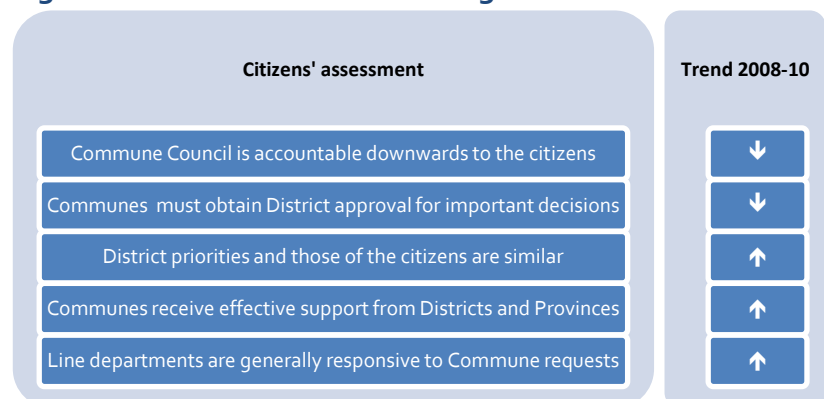 Citizens' assessment
Trend 2008-10
Commune Council is accountable downwards to the citizens
↓
Communes must obtain District approval for important decisions
↓
District priorities and those of the citizens are similar
↑
Communes receive effective support from Districts and Provinces
↑
Line departments are generally responsive to Commune requests
↑